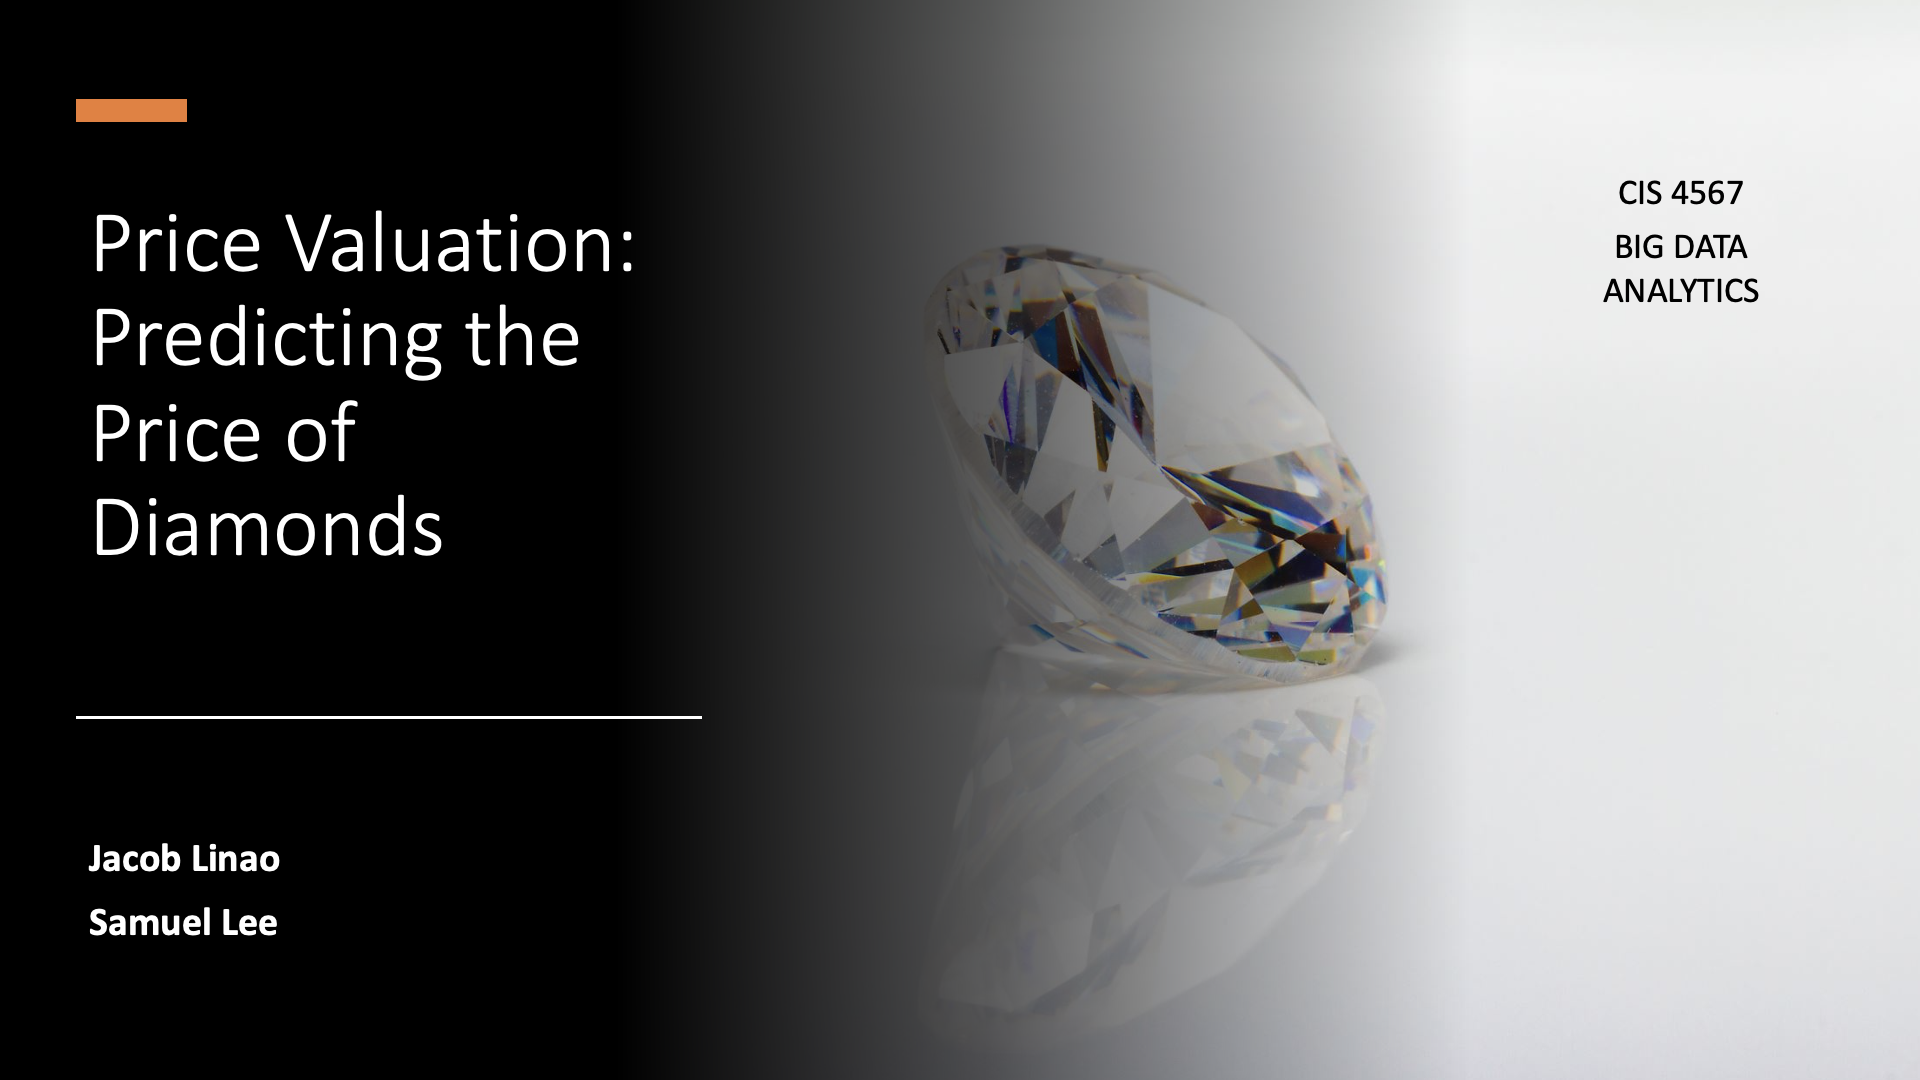 Price Valuation:
Predicting the
Price of
Diamonds
Jacob Linao
Samuel Lee
CIS 4567
BIG DATA
ANALYTICS